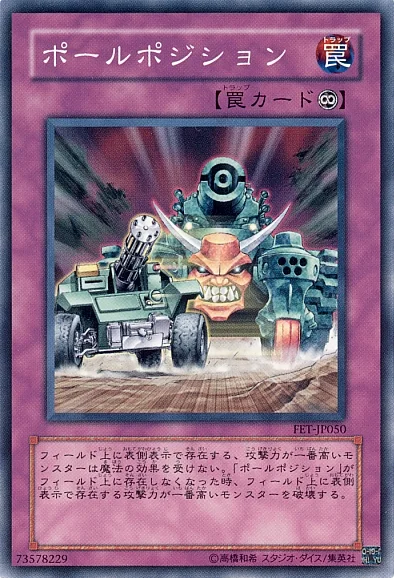 ポールポジション
トラップ
罠
【罠カード】
トラップ
FET-JP050
フィールド上に表側表示で存在する、攻撃力が一番高いモ
ンスターは魔法の効果を受けない。「ポールポジション」が
フィールド上に存在しなくなった時、フィールド上に表側
表示で存在する攻撃力が一番高いモンスターを破壊する。
73578229
©高橋和希 スタジオ・ダイス/集英社